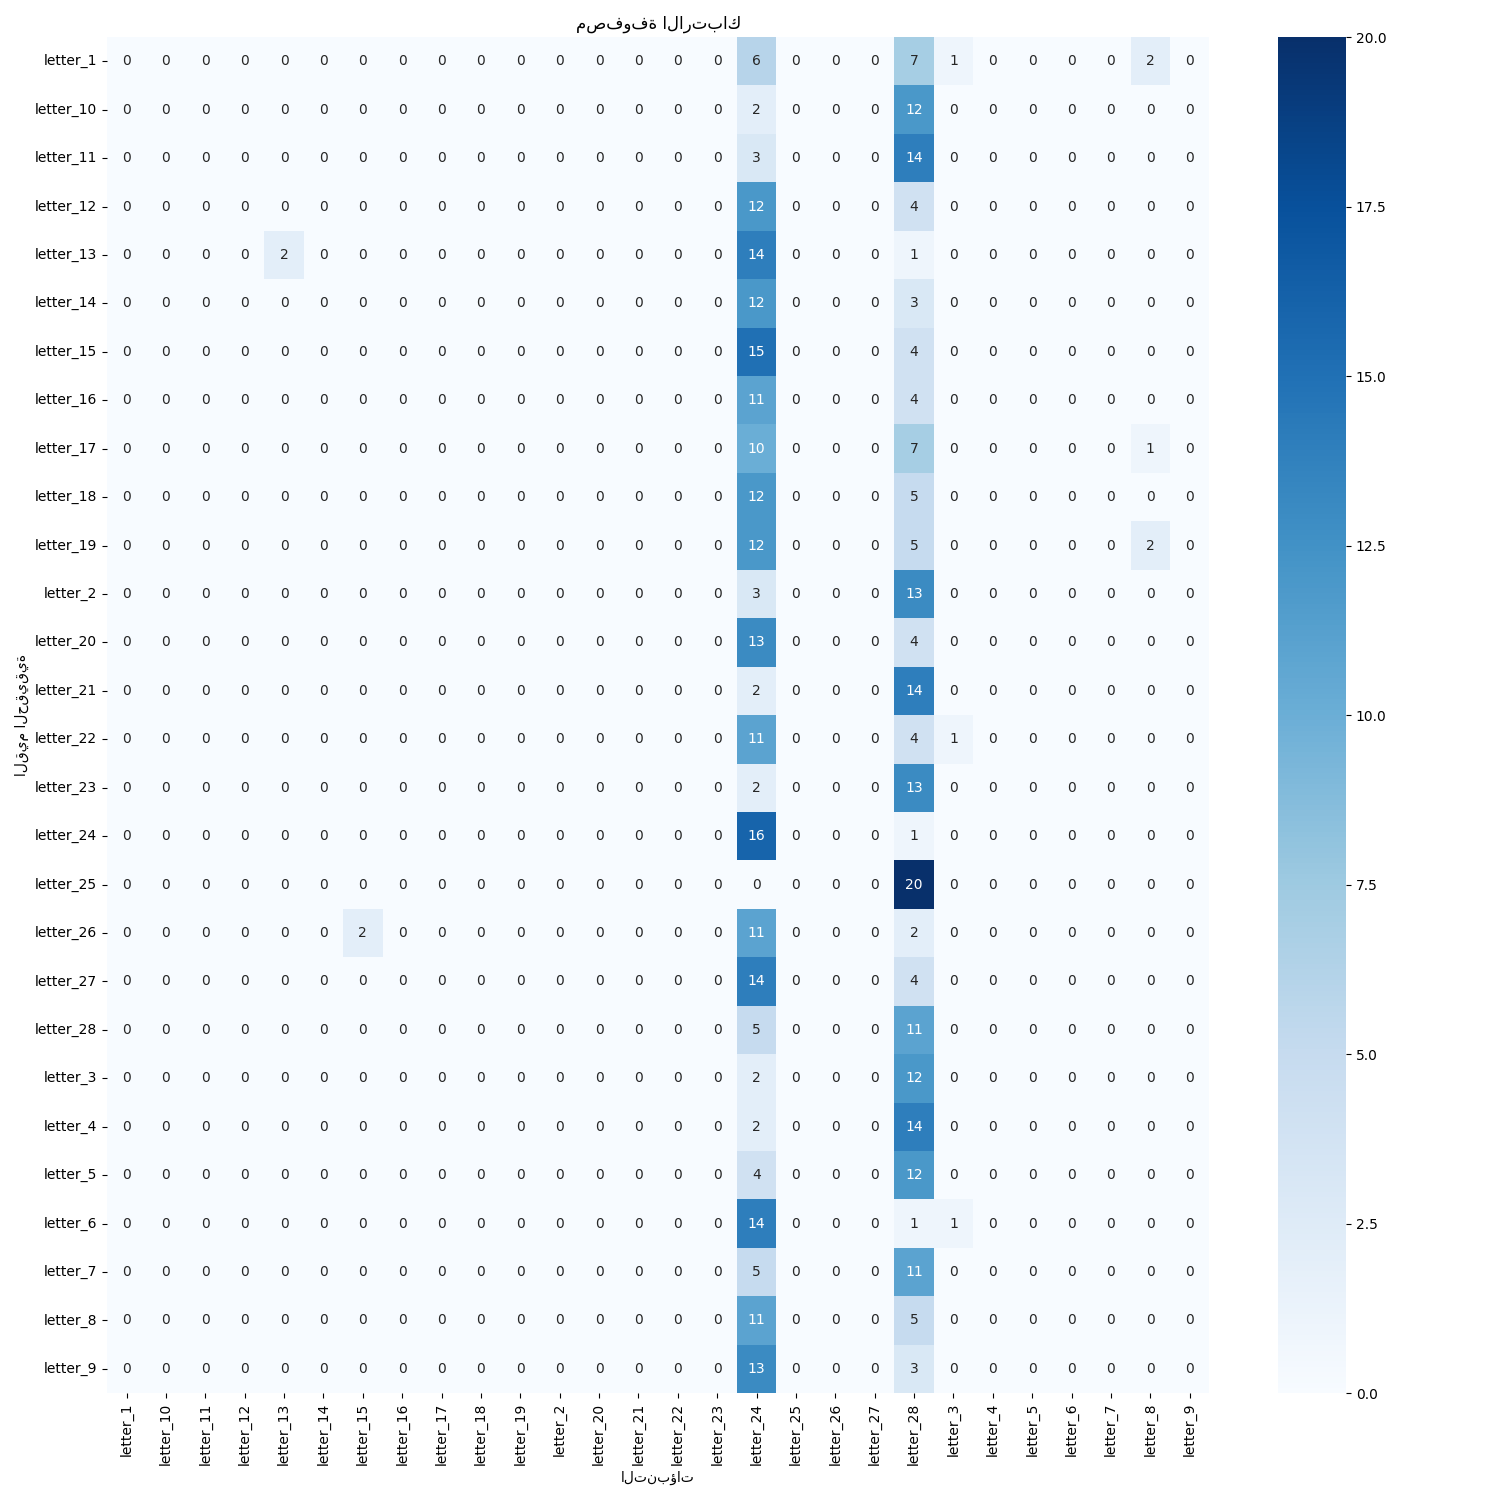 مصفوفة الارتباك
القيم الحقيقية
letter_1 0 0 0 0 0 0 0 0 0 0 0 0 0 0 0 0 6 0 0 0 7 1 0 0 0 0 2 0
letter_10 0 0 0 0 0 0 0 0 0 0 0 0 0 0 0 0 2 0 0 0 12 0 0 0 0 0 0 0
letter_11 0 0 0 0 0 0 0 0 0 0 0 0 0 0 0 0 3 0 0 0 14 0 0 0 0 0 0 0
letter_12 0 0 0 0 0 0 0 0 0 0 0 0 0 0 0 0 12 0 0 0 4 0 0 0 0 0 0 0
letter_13 0 0 0 0 2 0 0 0 0 0 0 0 0 0 0 0 14 0 0 0 1 0 0 0 0 0 0 0
letter_14 0 0 0 0 0 0 0 0 0 0 0 0 0 0 0 0 12 0 0 0 3 0 0 0 0 0 0 0
letter_15 0 0 0 0 0 0 0 0 0 0 0 0 0 0 0 0 15 0 0 0 4 0 0 0 0 0 0 0
letter_16 0 0 0 0 0 0 0 0 0 0 0 0 0 0 0 0 11 0 0 0 4 0 0 0 0 0 0 0
letter_17 0 0 0 0 0 0 0 0 0 0 0 0 0 0 0 0 10 0 0 0 7 0 0 0 0 0 1 0
letter_18 0 0 0 0 0 0 0 0 0 0 0 0 0 0 0 0 12 0 0 0 5 0 0 0 0 0 0 0
letter_19 0 0 0 0 0 0 0 0 0 0 0 0 0 0 0 0 12 0 0 0 5 0 0 0 0 0 2 0
letter_2 0 0 0 0 0 0 0 0 0 0 0 0 0 0 0 0 3 0 0 0 13 0 0 0 0 0 0 0
letter_20 0 0 0 0 0 0 0 0 0 0 0 0 0 0 0 0 13 0 0 0 4 0 0 0 0 0 0 0
letter_21 0 0 0 0 0 0 0 0 0 0 0 0 0 0 0 0 2 0 0 0 14 0 0 0 0 0 0 0
letter_22 0 0 0 0 0 0 0 0 0 0 0 0 0 0 0 0 11 0 0 0 4 1 0 0 0 0 0 0
letter_23 0 0 0 0 0 0 0 0 0 0 0 0 0 0 0 0 2 0 0 0 13 0 0 0 0 0 0 0
letter_24 0 0 0 0 0 0 0 0 0 0 0 0 0 0 0 0 16 0 0 0 1 0 0 0 0 0 0 0
letter_25 0 0 0 0 0 0 0 0 0 0 0 0 0 0 0 0 0 0 0 0 20 0 0 0 0 0 0 0
letter_26 0 0 0 0 0 0 2 0 0 0 0 0 0 0 0 0 11 0 0 0 2 0 0 0 0 0 0 0
letter_27 0 0 0 0 0 0 0 0 0 0 0 0 0 0 0 0 14 0 0 0 4 0 0 0 0 0 0 0
letter_28 0 0 0 0 0 0 0 0 0 0 0 0 0 0 0 0 5 0 0 0 11 0 0 0 0 0 0 0
letter_3 0 0 0 0 0 0 0 0 0 0 0 0 0 0 0 0 2 0 0 0 12 0 0 0 0 0 0 0
letter_4 0 0 0 0 0 0 0 0 0 0 0 0 0 0 0 0 2 0 0 0 14 0 0 0 0 0 0 0
letter_5 0 0 0 0 0 0 0 0 0 0 0 0 0 0 0 0 4 0 0 0 12 0 0 0 0 0 0 0
letter_6 0 0 0 0 0 0 0 0 0 0 0 0 0 0 0 0 14 0 0 0 1 1 0 0 0 0 0 0
letter_7 0 0 0 0 0 0 0 0 0 0 0 0 0 0 0 0 5 0 0 0 11 0 0 0 0 0 0 0
letter_8 0 0 0 0 0 0 0 0 0 0 0 0 0 0 0 0 11 0 0 0 5 0 0 0 0 0 0 0
letter_9 0 0 0 0 0 0 0 0 0 0 0 0 0 0 0 0 13 0 0 0 3 0 0 0 0 0 0 0
letter_1 letter_10 letter_11 letter_12 letter_13 letter_14 letter_15 letter_16 letter_17 letter_18 letter_19 letter_2 letter_20 letter_21 letter_22 letter_23 letter_24 letter_25 letter_26 letter_27 letter_28 letter_3 letter_4 letter_5 letter_6 letter_7 letter_8 letter_9
التنبؤات
20.0
17.5
15.0
12.5
10.0
7.5
5.0
2.5
0.0